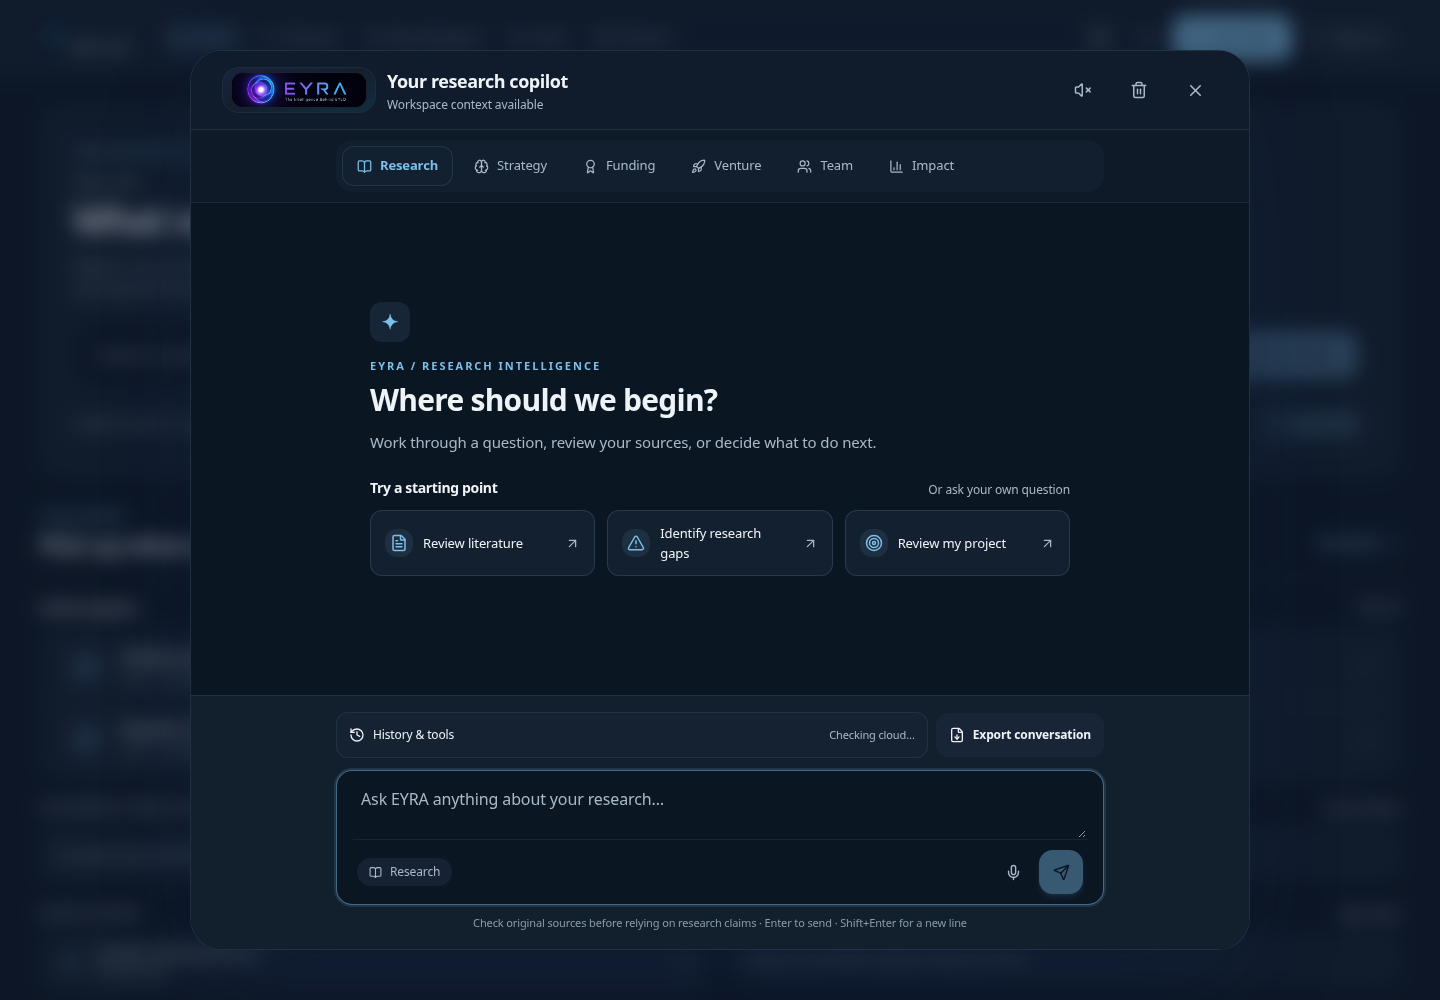 EYRA
Your research copilot
Workspace context available
Research
Strategy
Funding
Venture
Team
Impact
EYRA / RESEARCH INTELLIGENCE
Where should we begin?
Work through a question, review your sources, or decide what to do next.
Try a starting point
Or ask your own question
Review literature
Identify research
gaps
Review my project
History & tools
Checking cloud...
Export conversation
Ask EYRA anything about your research...
Research
Check original sources before relying on research claims · Enter to send · Shift+Enter for a new line